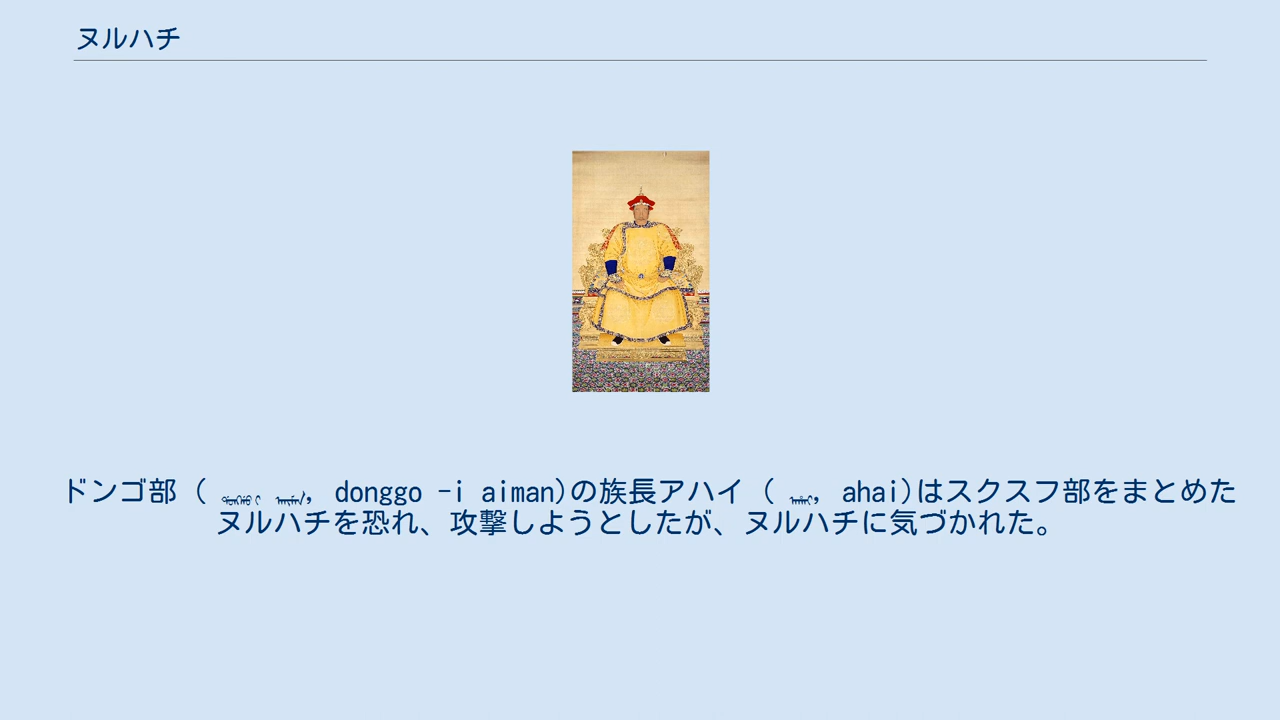 ヌルハチ
ドンゴ部 ( , donggo -i aiman)の族長アハイ ( , ahai)はスクスフ部をまとめた
ヌルハチを恐れ、攻撃しようとしたが、ヌルハチに気づかれた。